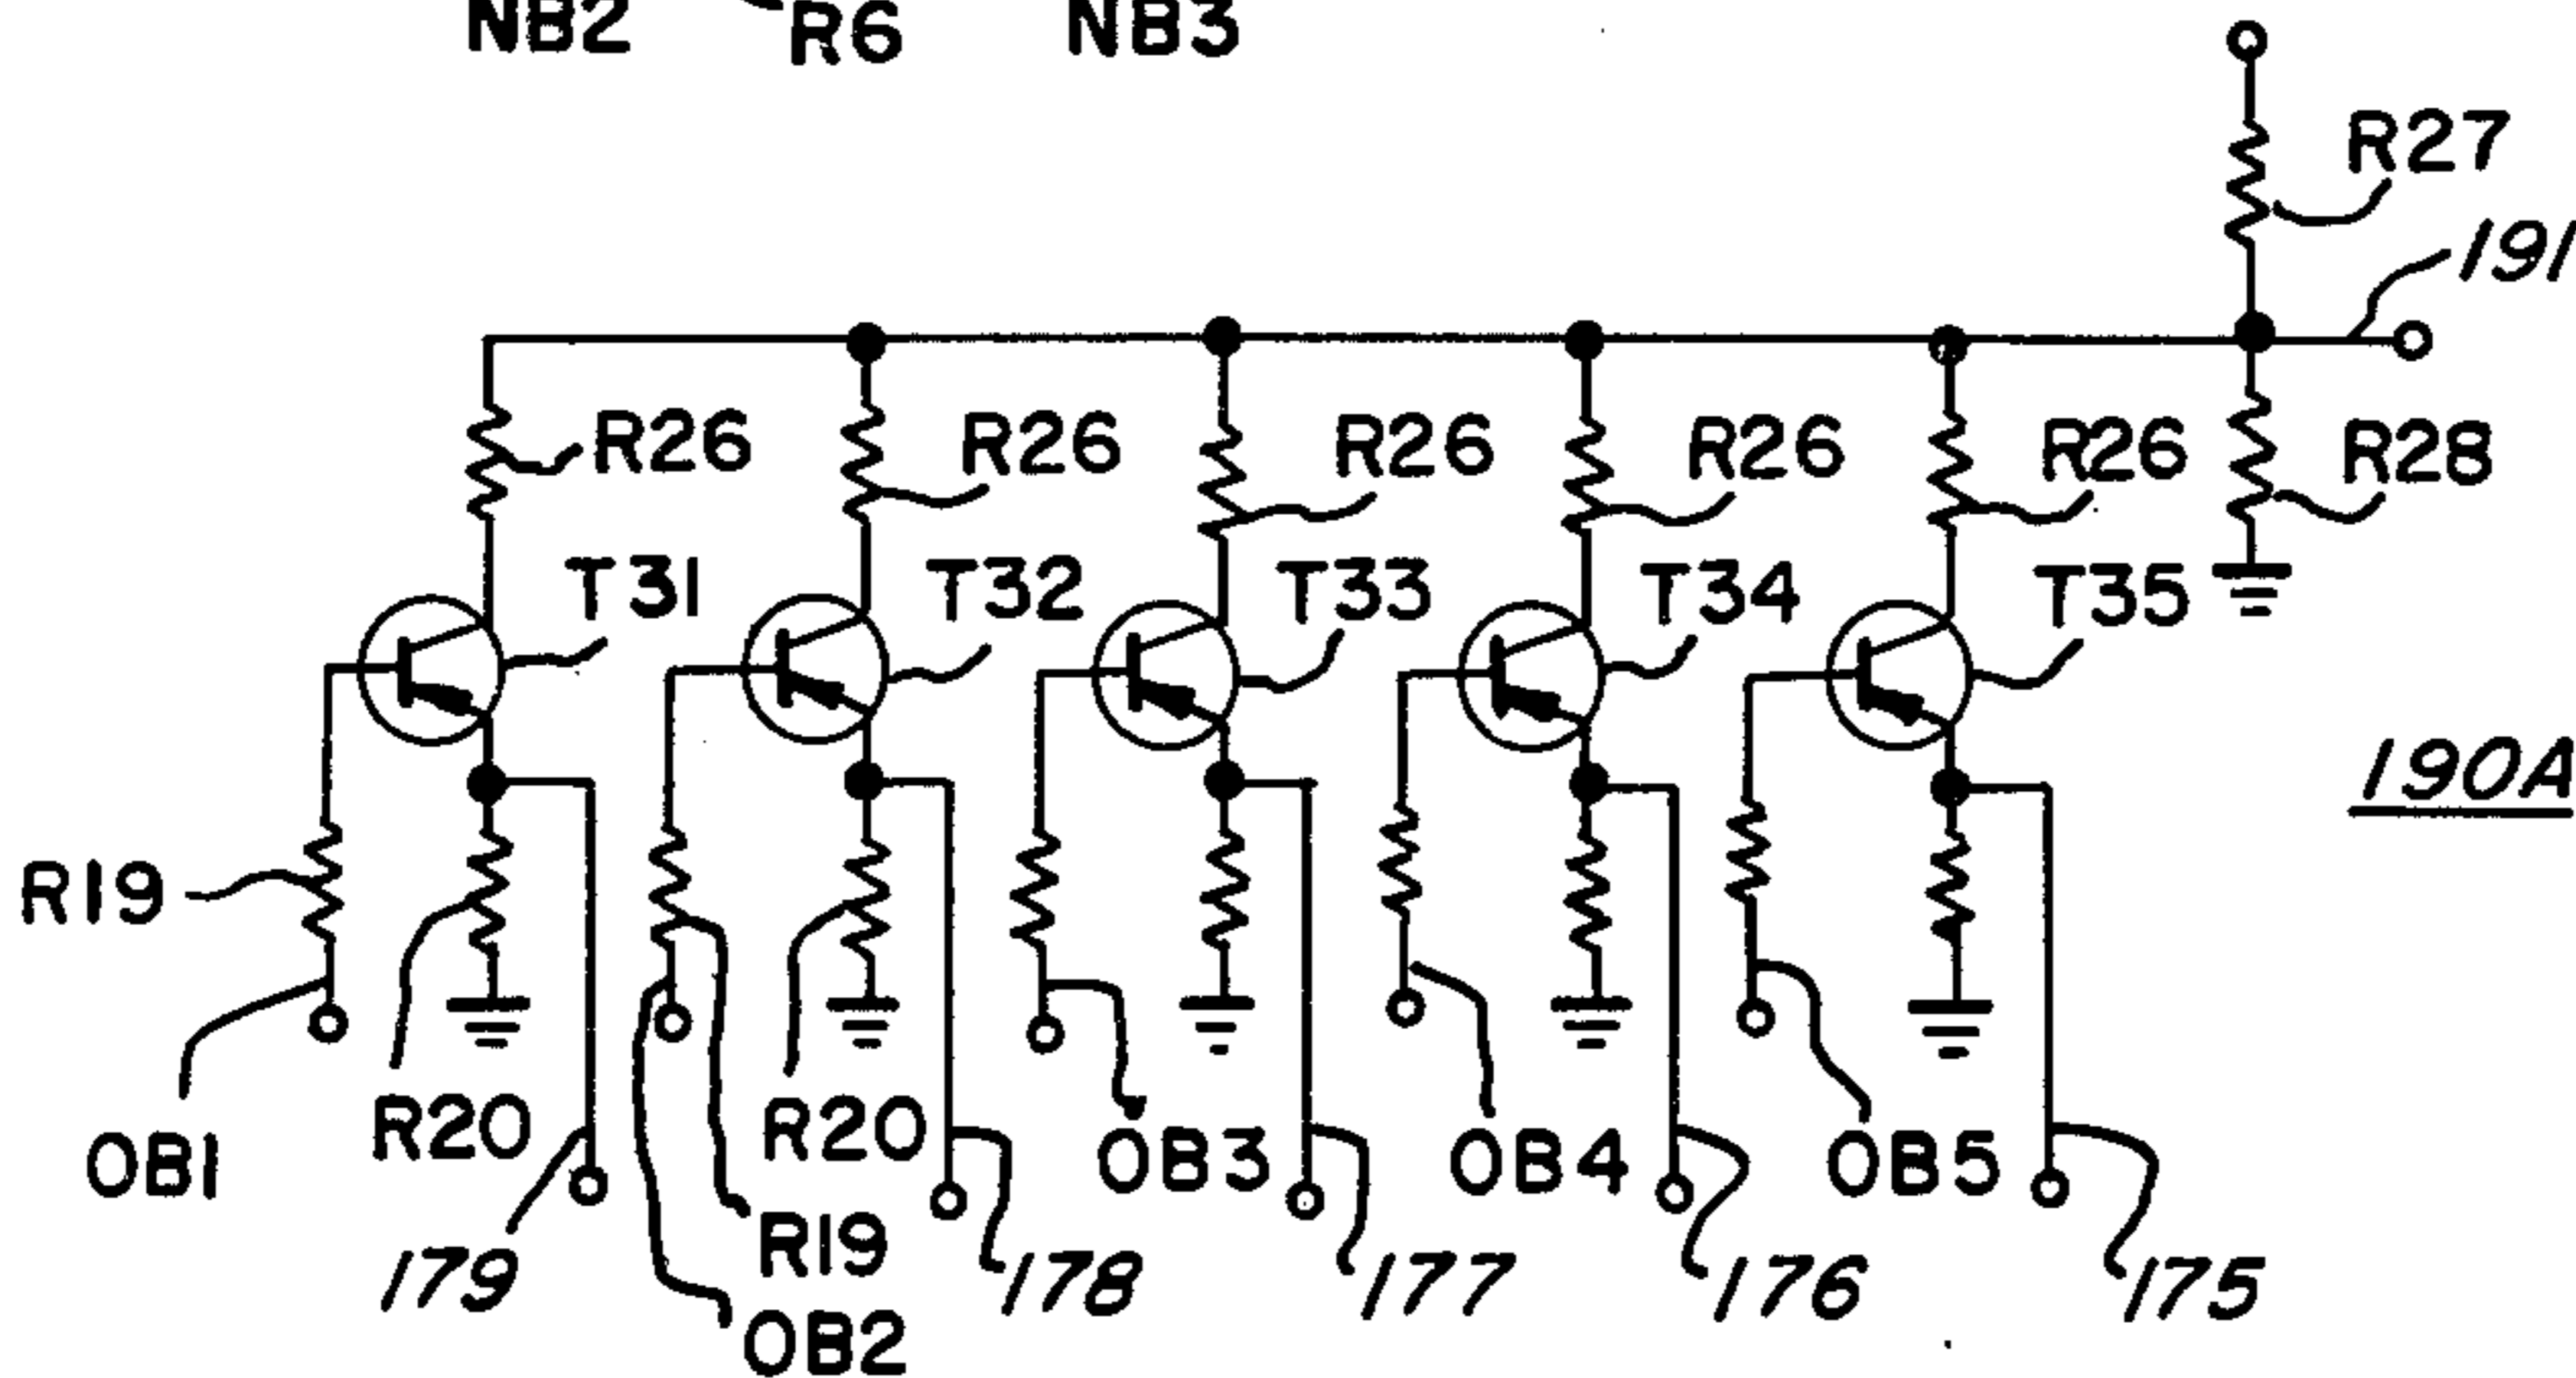 NB2 R6 NB3
R27
191
R26 R26 R26 R26 R26 R28
T31 T32 T33 T34 T35
190A
R19
OB1 R20 R20 OB3 OB4 OB5
R19
179 178 177 176 175
OB2